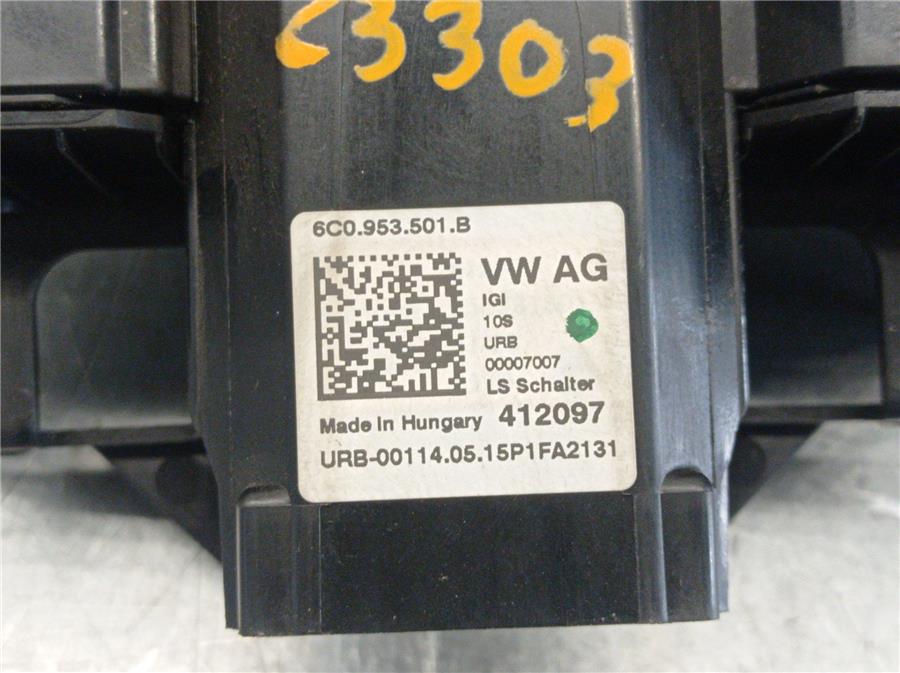 C3303
6C0.953.501.B
VW AG
IGI
10S
URB
00007007
LS Schalter
Made in Hungary 412097
URB-00114.05.15P1FA2131